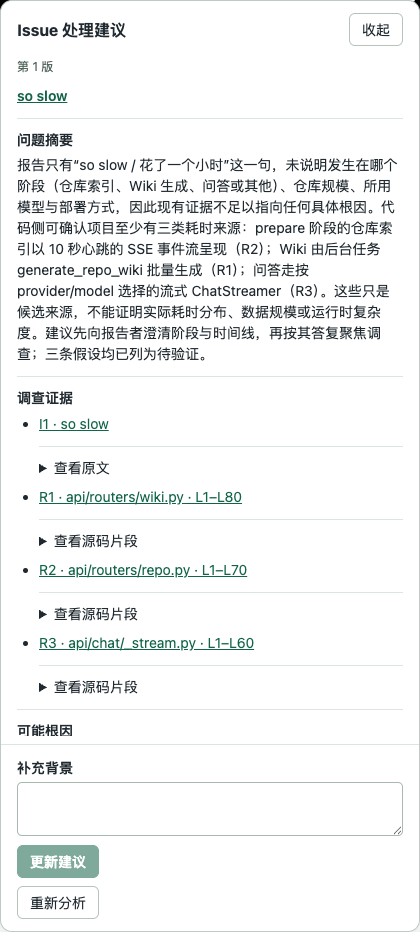 Issue 处理建议
收起
第 1 版
so slow
问题摘要
报告只有“so slow / 花了一个小时”这一句，未说明发生在哪个
阶段（仓库索引、Wiki 生成、问答或其他）、仓库规模、所用
模型与部署方式，因此现有证据不足以指向任何具体根因。代
码侧可确认项目至少有三类耗时来源：prepare 阶段的仓库索
引以 10 秒心跳的 SSE 事件流呈现（R2）；Wiki 由后台任务
generate_repo_wiki 批量生成（R1）；问答走按
provider/model 选择的流式 ChatStreamer（R3）。这些只是
候选来源，不能证明实际耗时分布、数据规模或运行时复杂
度。建议先向报告者澄清阶段与时间线，再按其答复聚焦调
查；三条假设均已列为待验证。
调查证据
I1 · so slow
查看原文
R1 · api/routers/wiki.py · L1–L80
查看源码片段
R2 · api/routers/repo.py · L1–L70
查看源码片段
R3 · api/chat/_stream.py · L1–L60
查看源码片段
可能根因
补充背景
更新建议
重新分析